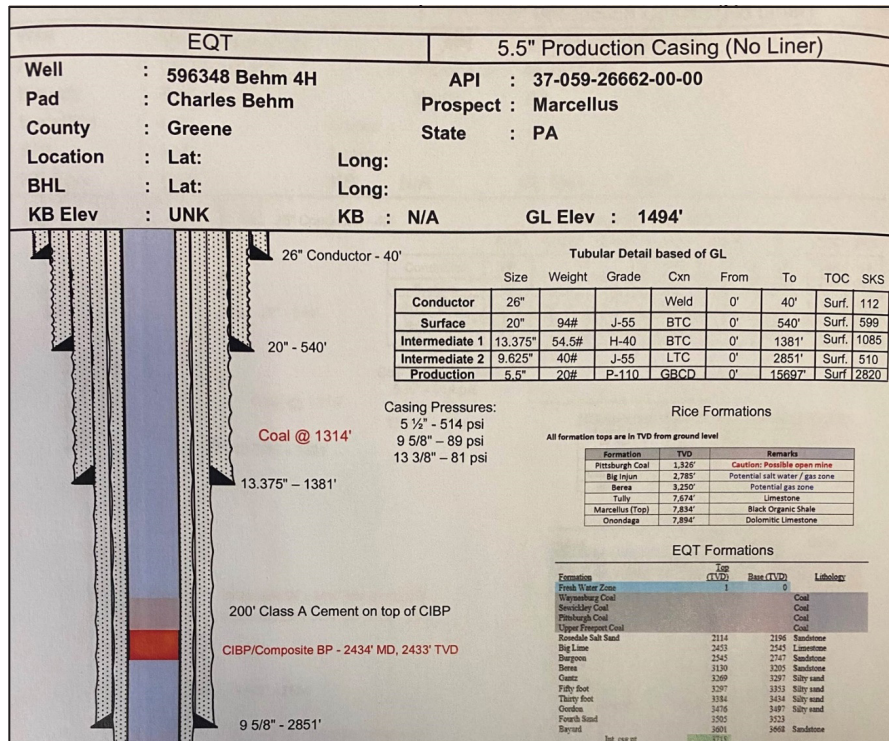 EQT 5.5" Production Casing (No Liner)
Well : 596348 Behm 4H API : 37-059-26662-00-00
Pad : Charles Behm Prospect : Marcellus
County : Greene State : PA
Location : Lat: Long:
BHL : Lat: Long:
KB Elev : UNK KB : N/A GL Elev : 1494'
26" Conductor - 40'
20" - 540'
Coal @ 1314'
13.375" – 1381'
200' Class A Cement on top of CIBP
CIBP/Composite BP - 2434' MD, 2433' TVD
9 5/8" - 2851'
Tubular Detail based of GL
Size Weight Grade Cxn From To TOC SKS
Conductor 26" Weld 0' 40' Surf. 112
Surface 20" 94# J-55 BTC 0' 540' Surf. 599
Intermediate 1 13.375" 54.5# H-40 BTC 0' 1381' Surf. 1085
Intermediate 2 9.625" 40# J-55 LTC 0' 2851' Surf. 510
Production 5.5" 20# P-110 GBCD 0' 15697' Surf 2820
Casing Pressures:
5 ½" - 514 psi
9 5/8" – 89 psi
13 3/8" – 81 psi
Rice Formations
All formation tops are in TVD from ground level
Formation TVD Remarks
Pittsburgh Coal 1,326' Caution: Possible open mine
Big Injun 2,785' Potential salt water / gas zone
Berea 3,250' Potential gas zone
Tully 7,674' Limestone
Marcellus (Top) 7,834' Black Organic Shale
Onondaga 7,894' Dolomitic Limestone
EQT Formations
Formation Top (TVD) Base (TVD) Lithology
Fresh Water Zone 1 0
Waynesburg Coal Coal
Sewickley Coal Coal
Pittsburgh Coal Coal
Upper Freeport Coal Coal
Rosedale Salt Sand 2114 2196 Sandstone
Big Lime 2453 2545 Limestone
Burgoon 2545 2747 Sandstone
Berea 3130 3205 Sandstone
Gantz 3269 3297 Silty sand
Fifty foot 3297 3353 Silty sand
Thirty foot 3384 3434 Silty sand
Gordon 3476 3497 Silty sand
Fourth Sand 3505 3523
Bayard 3601 3668 Sandstone